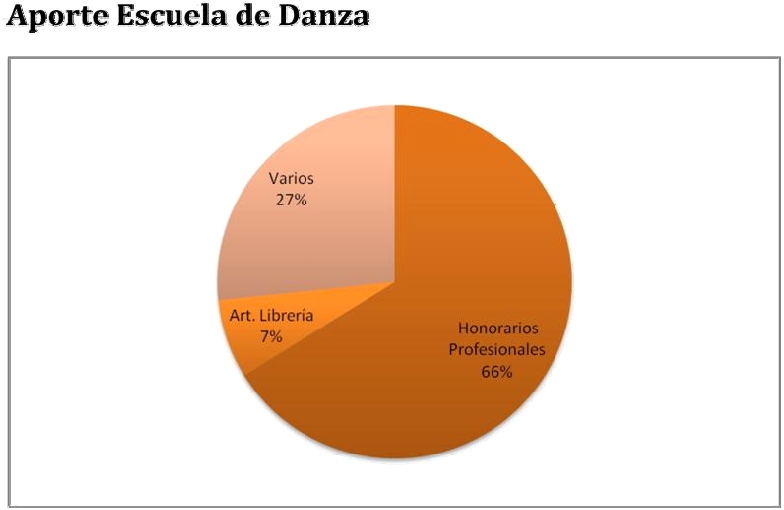 Aporte Escuela de Danza
Varios
27%
Art. Librería
7%
Honorarios
Profesionales
66%